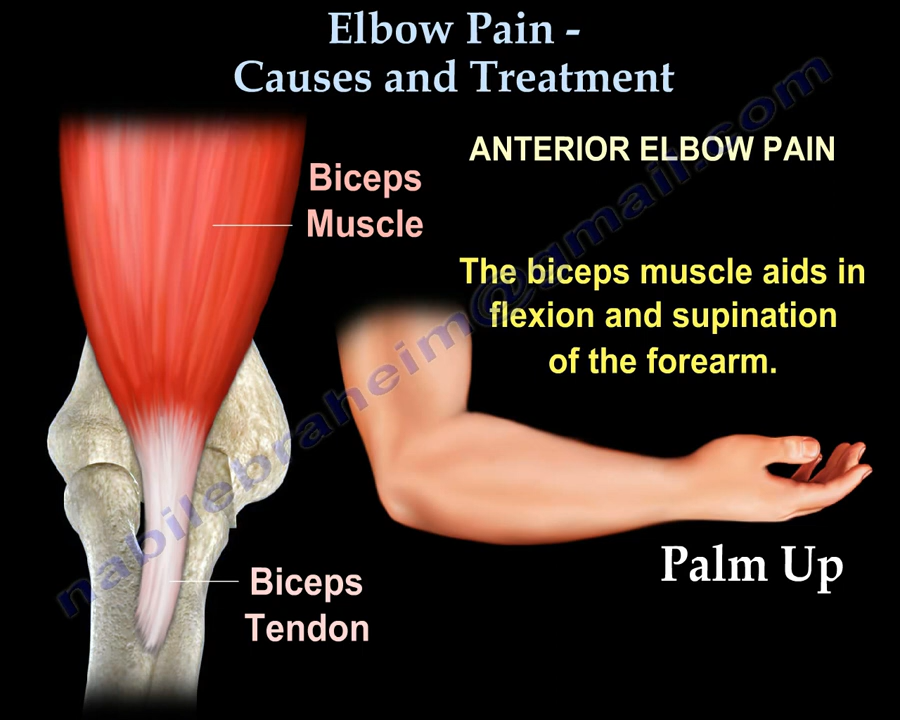 Elbow Pain -
Causes and Treatment
ANTERIOR ELBOW PAIN
Biceps
Muscle
The biceps muscle aids in
flexion and supination
of the forearm.
Palm Up
Biceps
Tendon
nabilebraheim@gmail.com